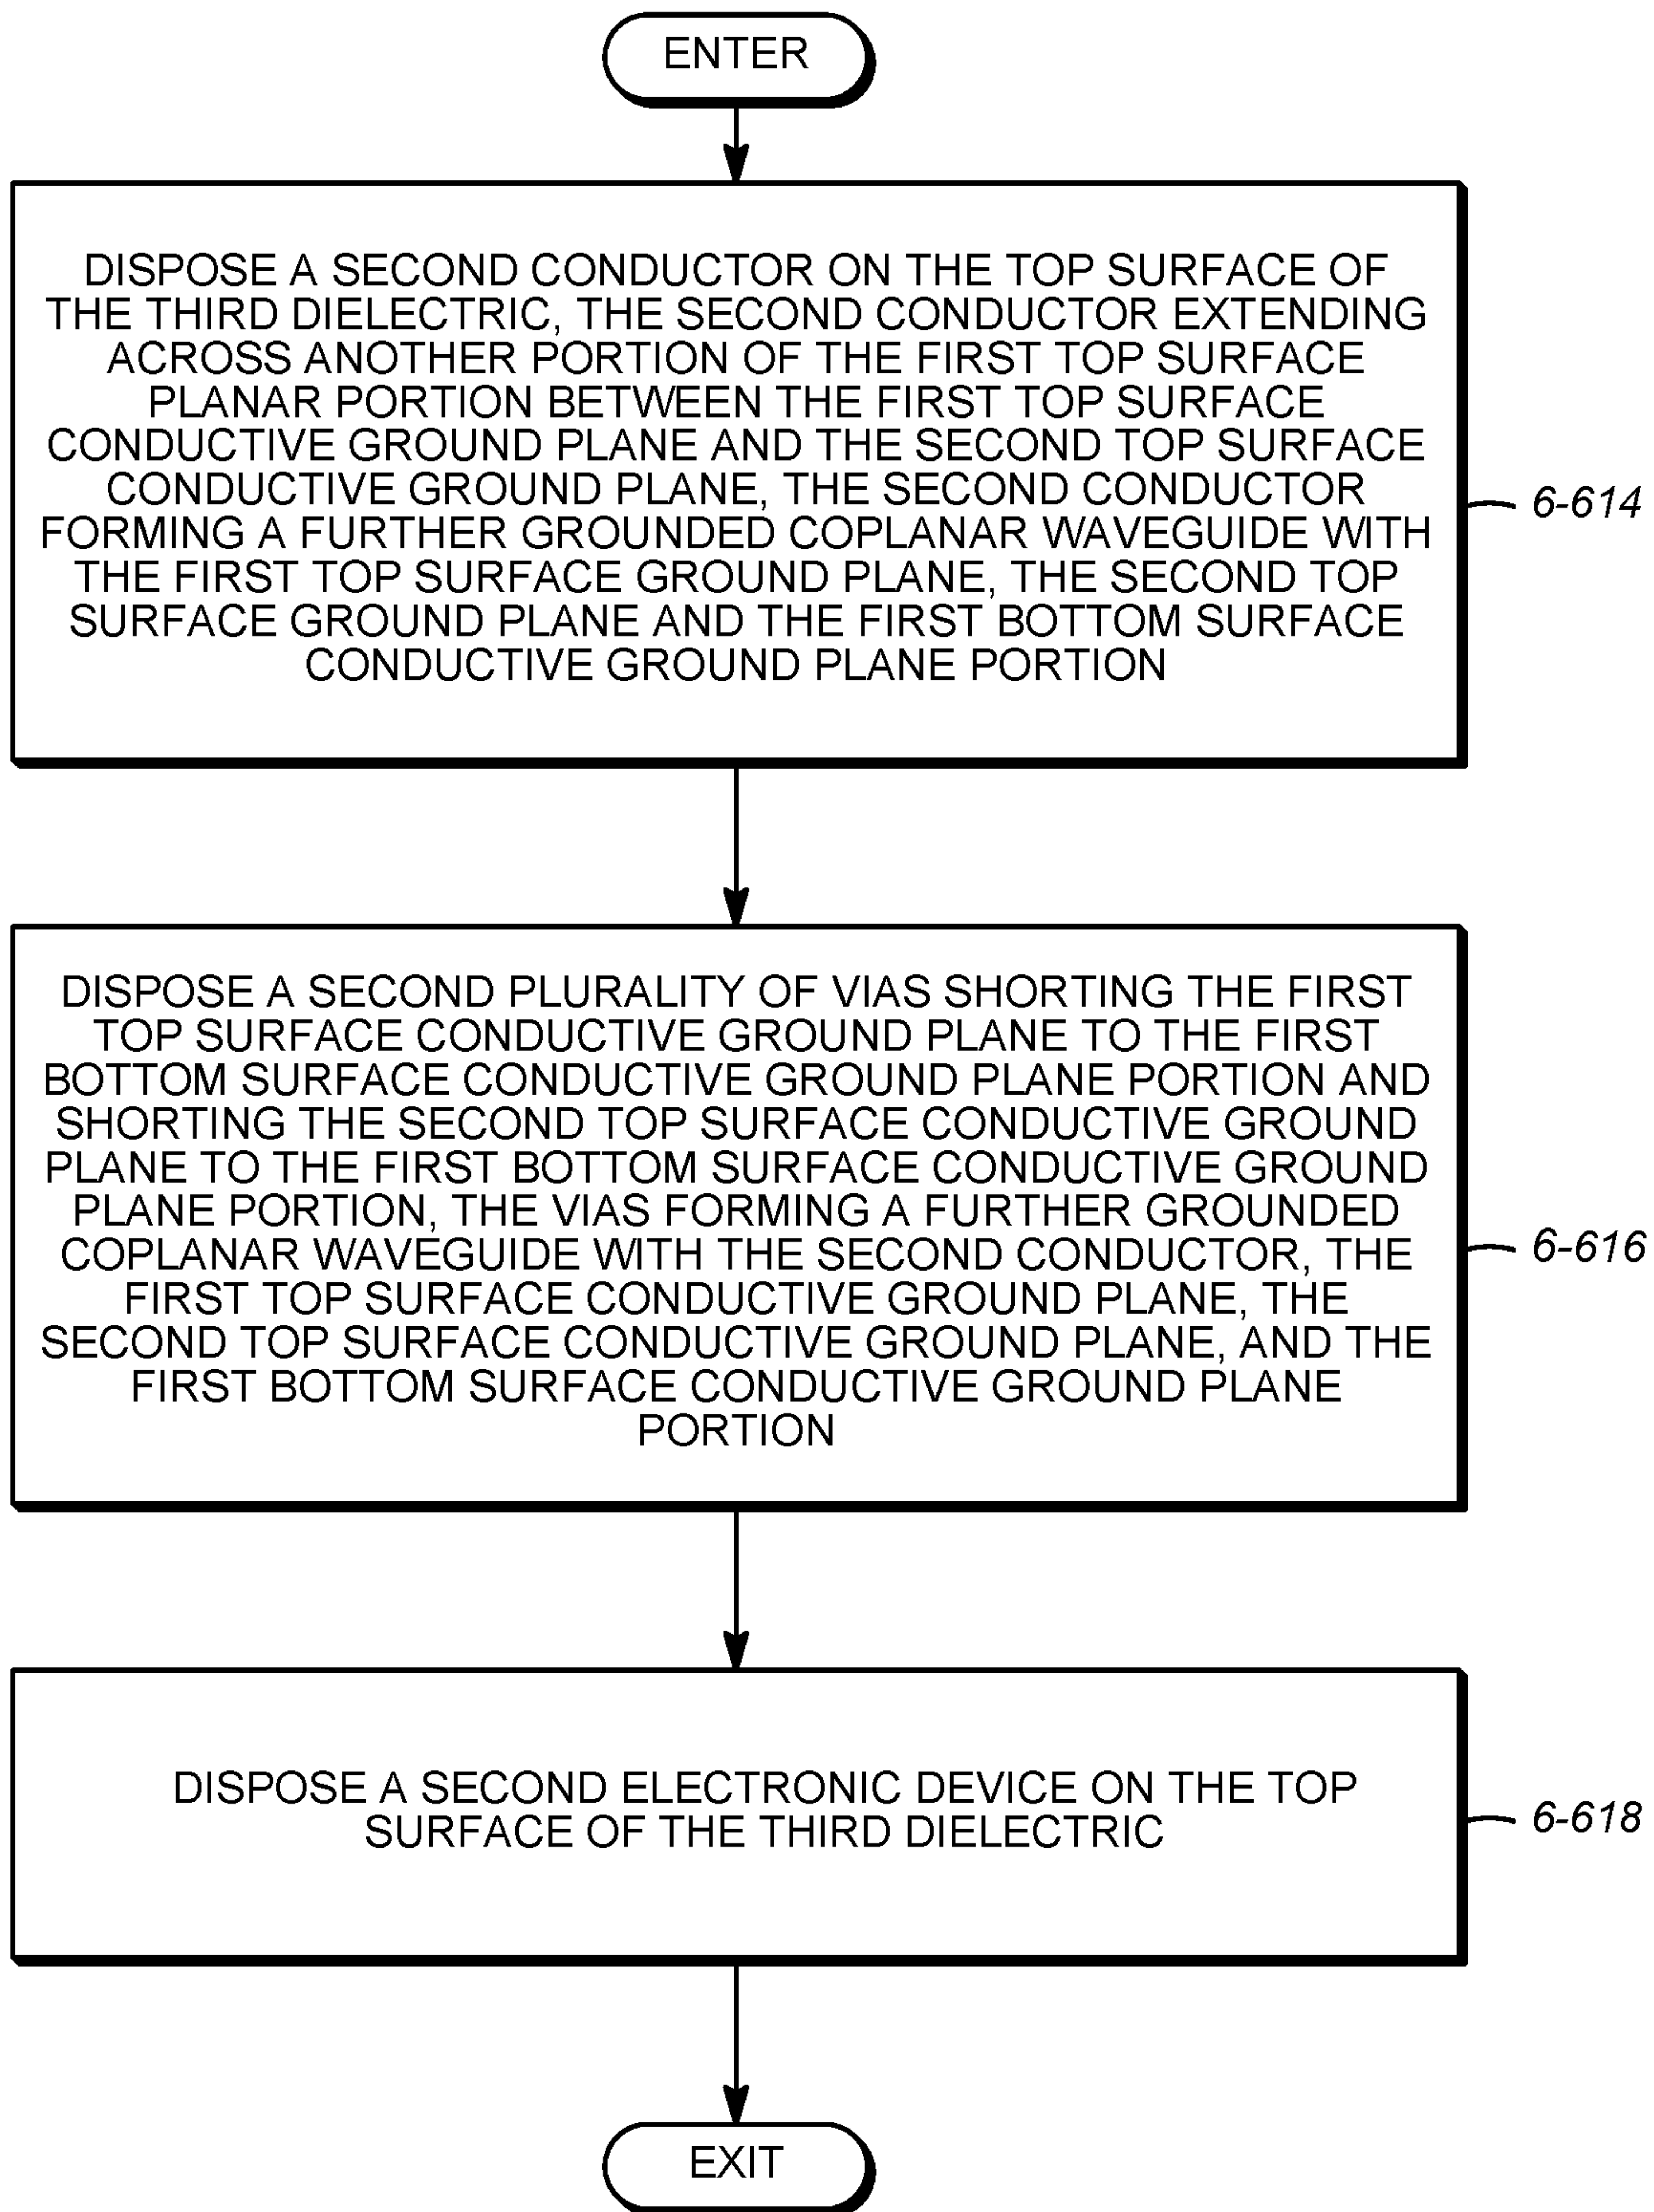 ENTER
DISPOSE A SECOND CONDUCTOR ON THE TOP SURFACE OF
THE THIRD DIELECTRIC, THE SECOND CONDUCTOR EXTENDING
ACROSS ANOTHER PORTION OF THE FIRST TOP SURFACE
PLANAR PORTION BETWEEN THE FIRST TOP SURFACE
CONDUCTIVE GROUND PLANE AND THE SECOND TOP SURFACE
CONDUCTIVE GROUND PLANE, THE SECOND CONDUCTOR
FORMING A FURTHER GROUNDED COPLANAR WAVEGUIDE WITH
THE FIRST TOP SURFACE GROUND PLANE, THE SECOND TOP
SURFACE GROUND PLANE AND THE FIRST BOTTOM SURFACE
CONDUCTIVE GROUND PLANE PORTION
6-614
DISPOSE A SECOND PLURALITY OF VIAS SHORTING THE FIRST
TOP SURFACE CONDUCTIVE GROUND PLANE TO THE FIRST
BOTTOM SURFACE CONDUCTIVE GROUND PLANE PORTION AND
SHORTING THE SECOND TOP SURFACE CONDUCTIVE GROUND
PLANE TO THE FIRST BOTTOM SURFACE CONDUCTIVE GROUND
PLANE PORTION, THE VIAS FORMING A FURTHER GROUNDED
COPLANAR WAVEGUIDE WITH THE SECOND CONDUCTOR, THE
FIRST TOP SURFACE CONDUCTIVE GROUND PLANE, THE
SECOND TOP SURFACE CONDUCTIVE GROUND PLANE, AND THE
FIRST BOTTOM SURFACE CONDUCTIVE GROUND PLANE
PORTION
6-616
DISPOSE A SECOND ELECTRONIC DEVICE ON THE TOP
SURFACE OF THE THIRD DIELECTRIC
6-618
EXIT